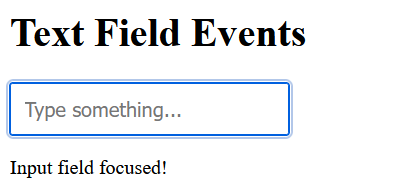 Text Field Events
Type something...
Input field focused!